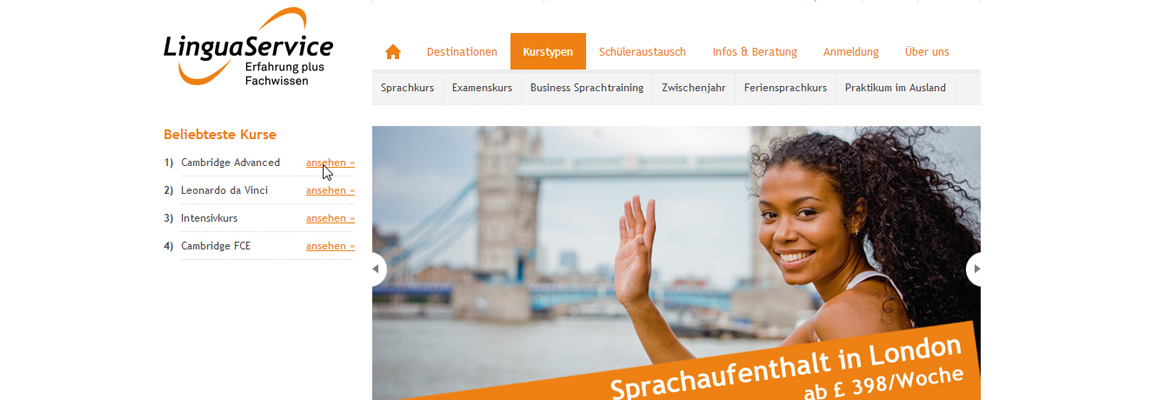 LinguaService
Erfahrung plus
Fachwissen
Destinationen Kurstypen Schüleraustausch Infos & Beratung Anmeldung Über uns
Sprachkurs Examenskurs Business Sprachtraining Zwischenjahr Feriensprachkurs Praktikum im Ausland
Beliebteste Kurse
1) Cambridge Advanced ansehen »
2) Leonardo da Vinci ansehen »
3) Intensivkurs ansehen »
4) Cambridge FCE ansehen »
Sprachaufenthalt in London
ab £ 398/Woche